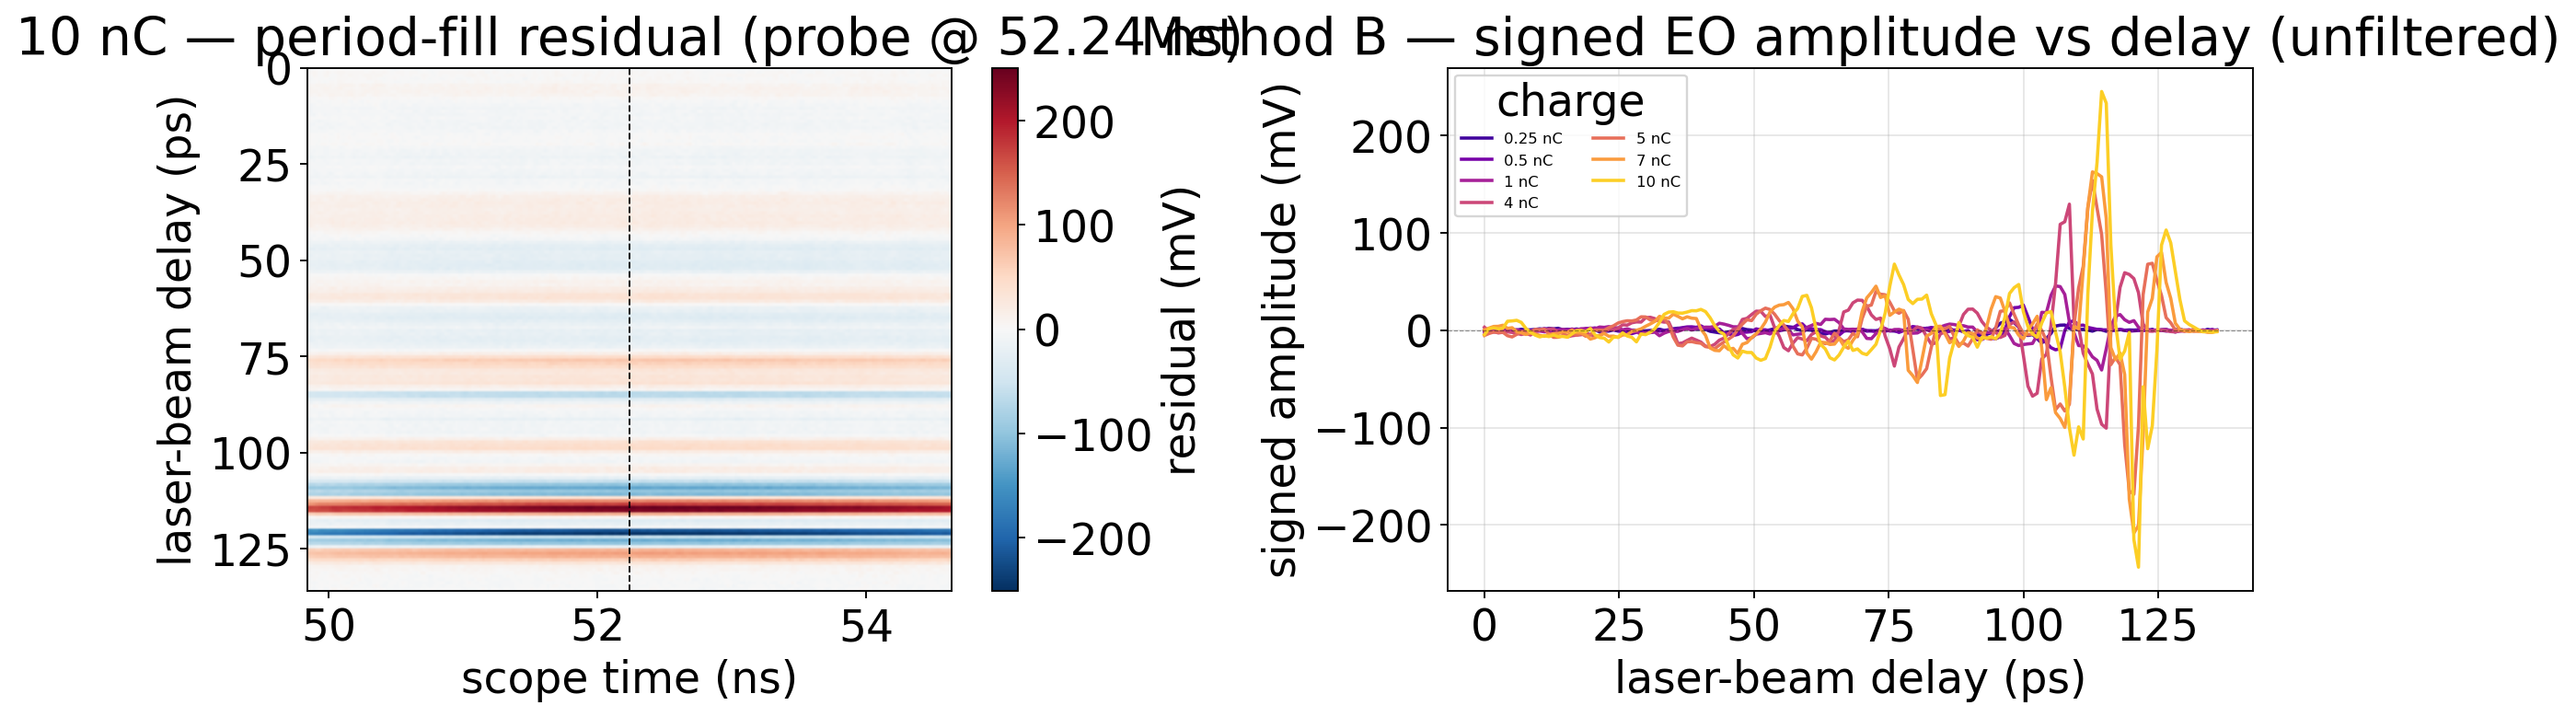 10 nC — period-fill residual (probe @ 52.24 ns)
Method B — signed EO amplitude vs delay (unfiltered)
laser-beam delay (ps)
0
25
50
75
100
125
50
52
54
scope time (ns)
200
100
0
−100
−200
residual (mV)
signed amplitude (mV)
200
100
0
−100
−200
charge
0.25 nC
0.5 nC
1 nC
4 nC
5 nC
7 nC
10 nC
0
25
50
75
100
125
laser-beam delay (ps)